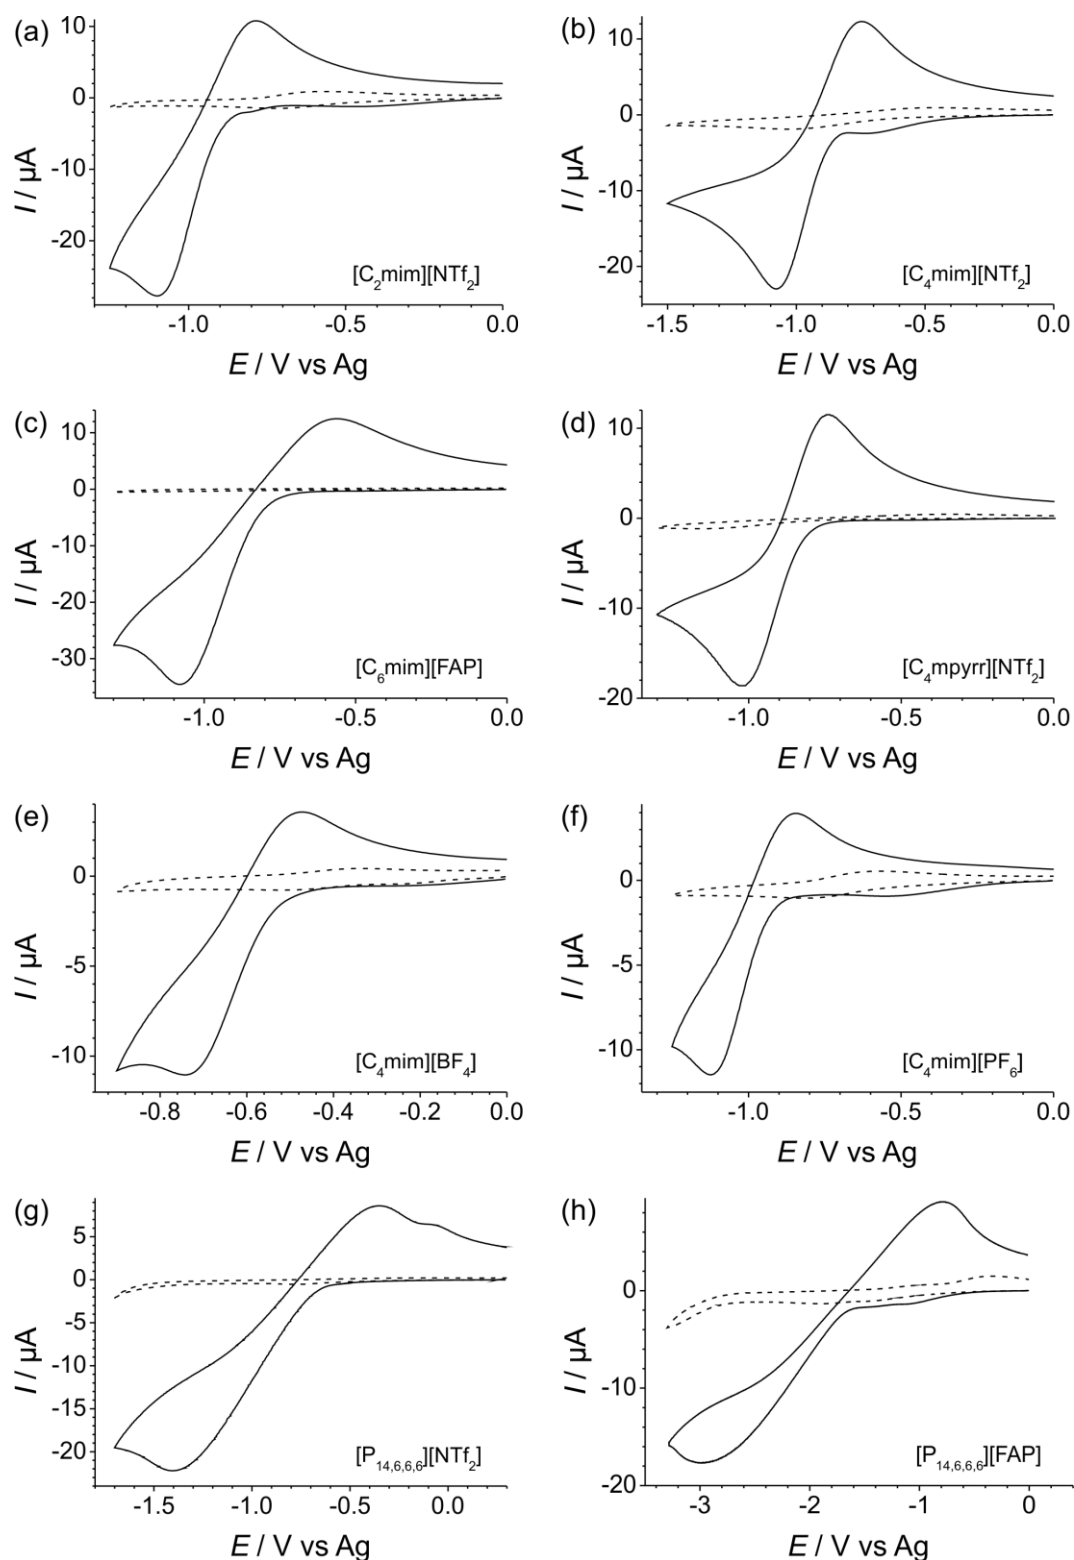 (a)
10
0
-10
-20
I / µA
[C₂mim][NTf₂]
-1.0 -0.5 0.0
E / V vs Ag
(b)
10
0
-10
-20
I / µA
[C₄mim][NTf₂]
-1.5 -1.0 -0.5 0.0
E / V vs Ag
(c)
10
0
-10
-20
-30
I / µA
[C₆mim][FAP]
-1.0 -0.5 0.0
E / V vs Ag
(d)
10
0
-10
-20
I / µA
[C₄mpyrr][NTf₂]
-1.0 -0.5 0.0
E / V vs Ag
(e)
0
-5
-10
I / µA
[C₄mim][BF₄]
-0.8 -0.6 -0.4 -0.2 0.0
E / V vs Ag
(f)
0
-5
-10
I / µA
[C₄mim][PF₆]
-1.0 -0.5 0.0
E / V vs Ag
(g)
5
0
-5
-10
-15
-20
I / µA
[P₁₄,₆,₆,₆][NTf₂]
-1.5 -1.0 -0.5 0.0
E / V vs Ag
(h)
0
-10
-20
I / µA
[P₁₄,₆,₆,₆][FAP]
-3 -2 -1 0
E / V vs Ag